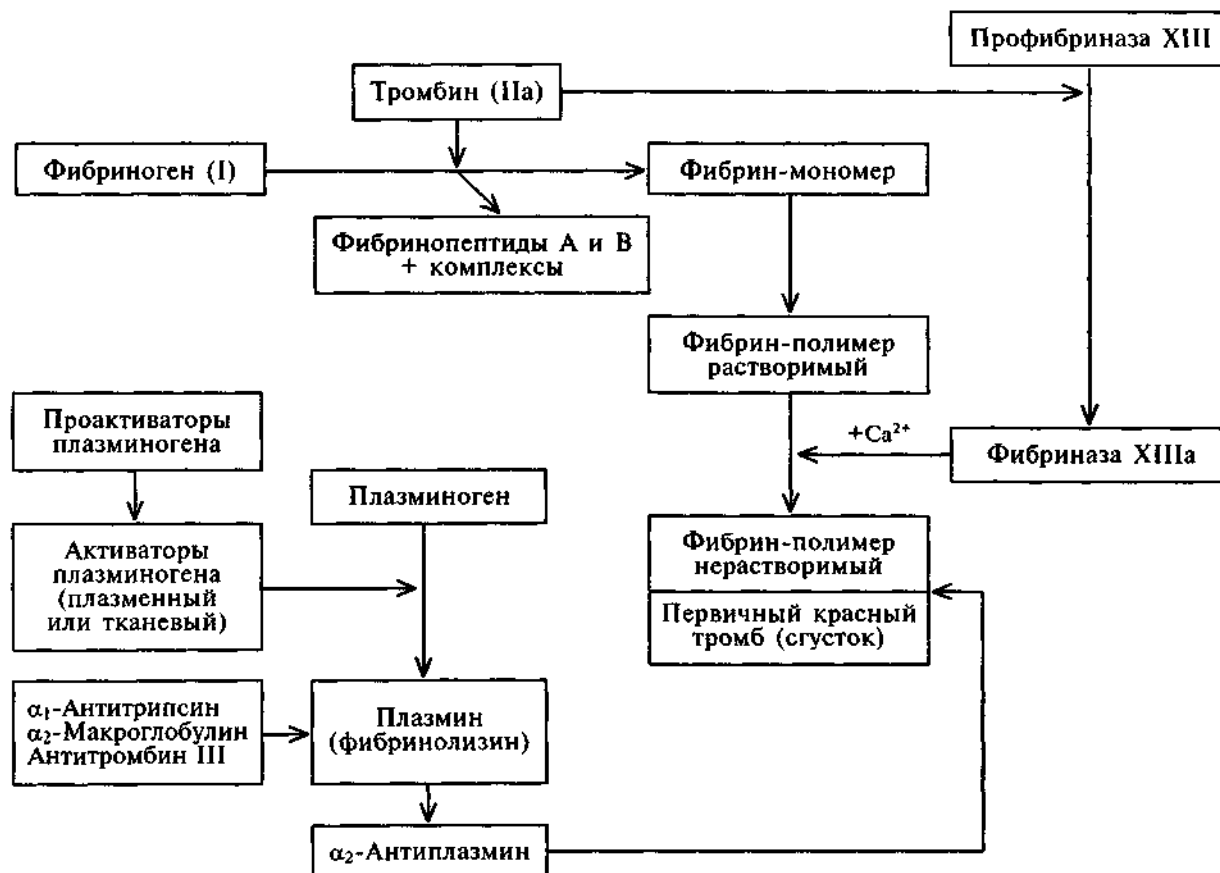 Профибриназа XIII
Тромбин (IIa)
Фибриноген (I)
Фибрин-мономер
Фибринопептиды А и В
+ комплексы
Фибрин-полимер
растворимый
Проактиваторы
плазминогена
+Ca²⁺
Фибриназа XIIIa
Плазминоген
Активаторы
плазминогена
(плазменный
или тканевый)
Фибрин-полимер
нерастворимый
Первичный красный
тромб (сгусток)
α₁-Антитрипсин
α₂-Макроглобулин
Антитромбин III
Плазмин
(фибринолизин)
α₂-Антиплазмин